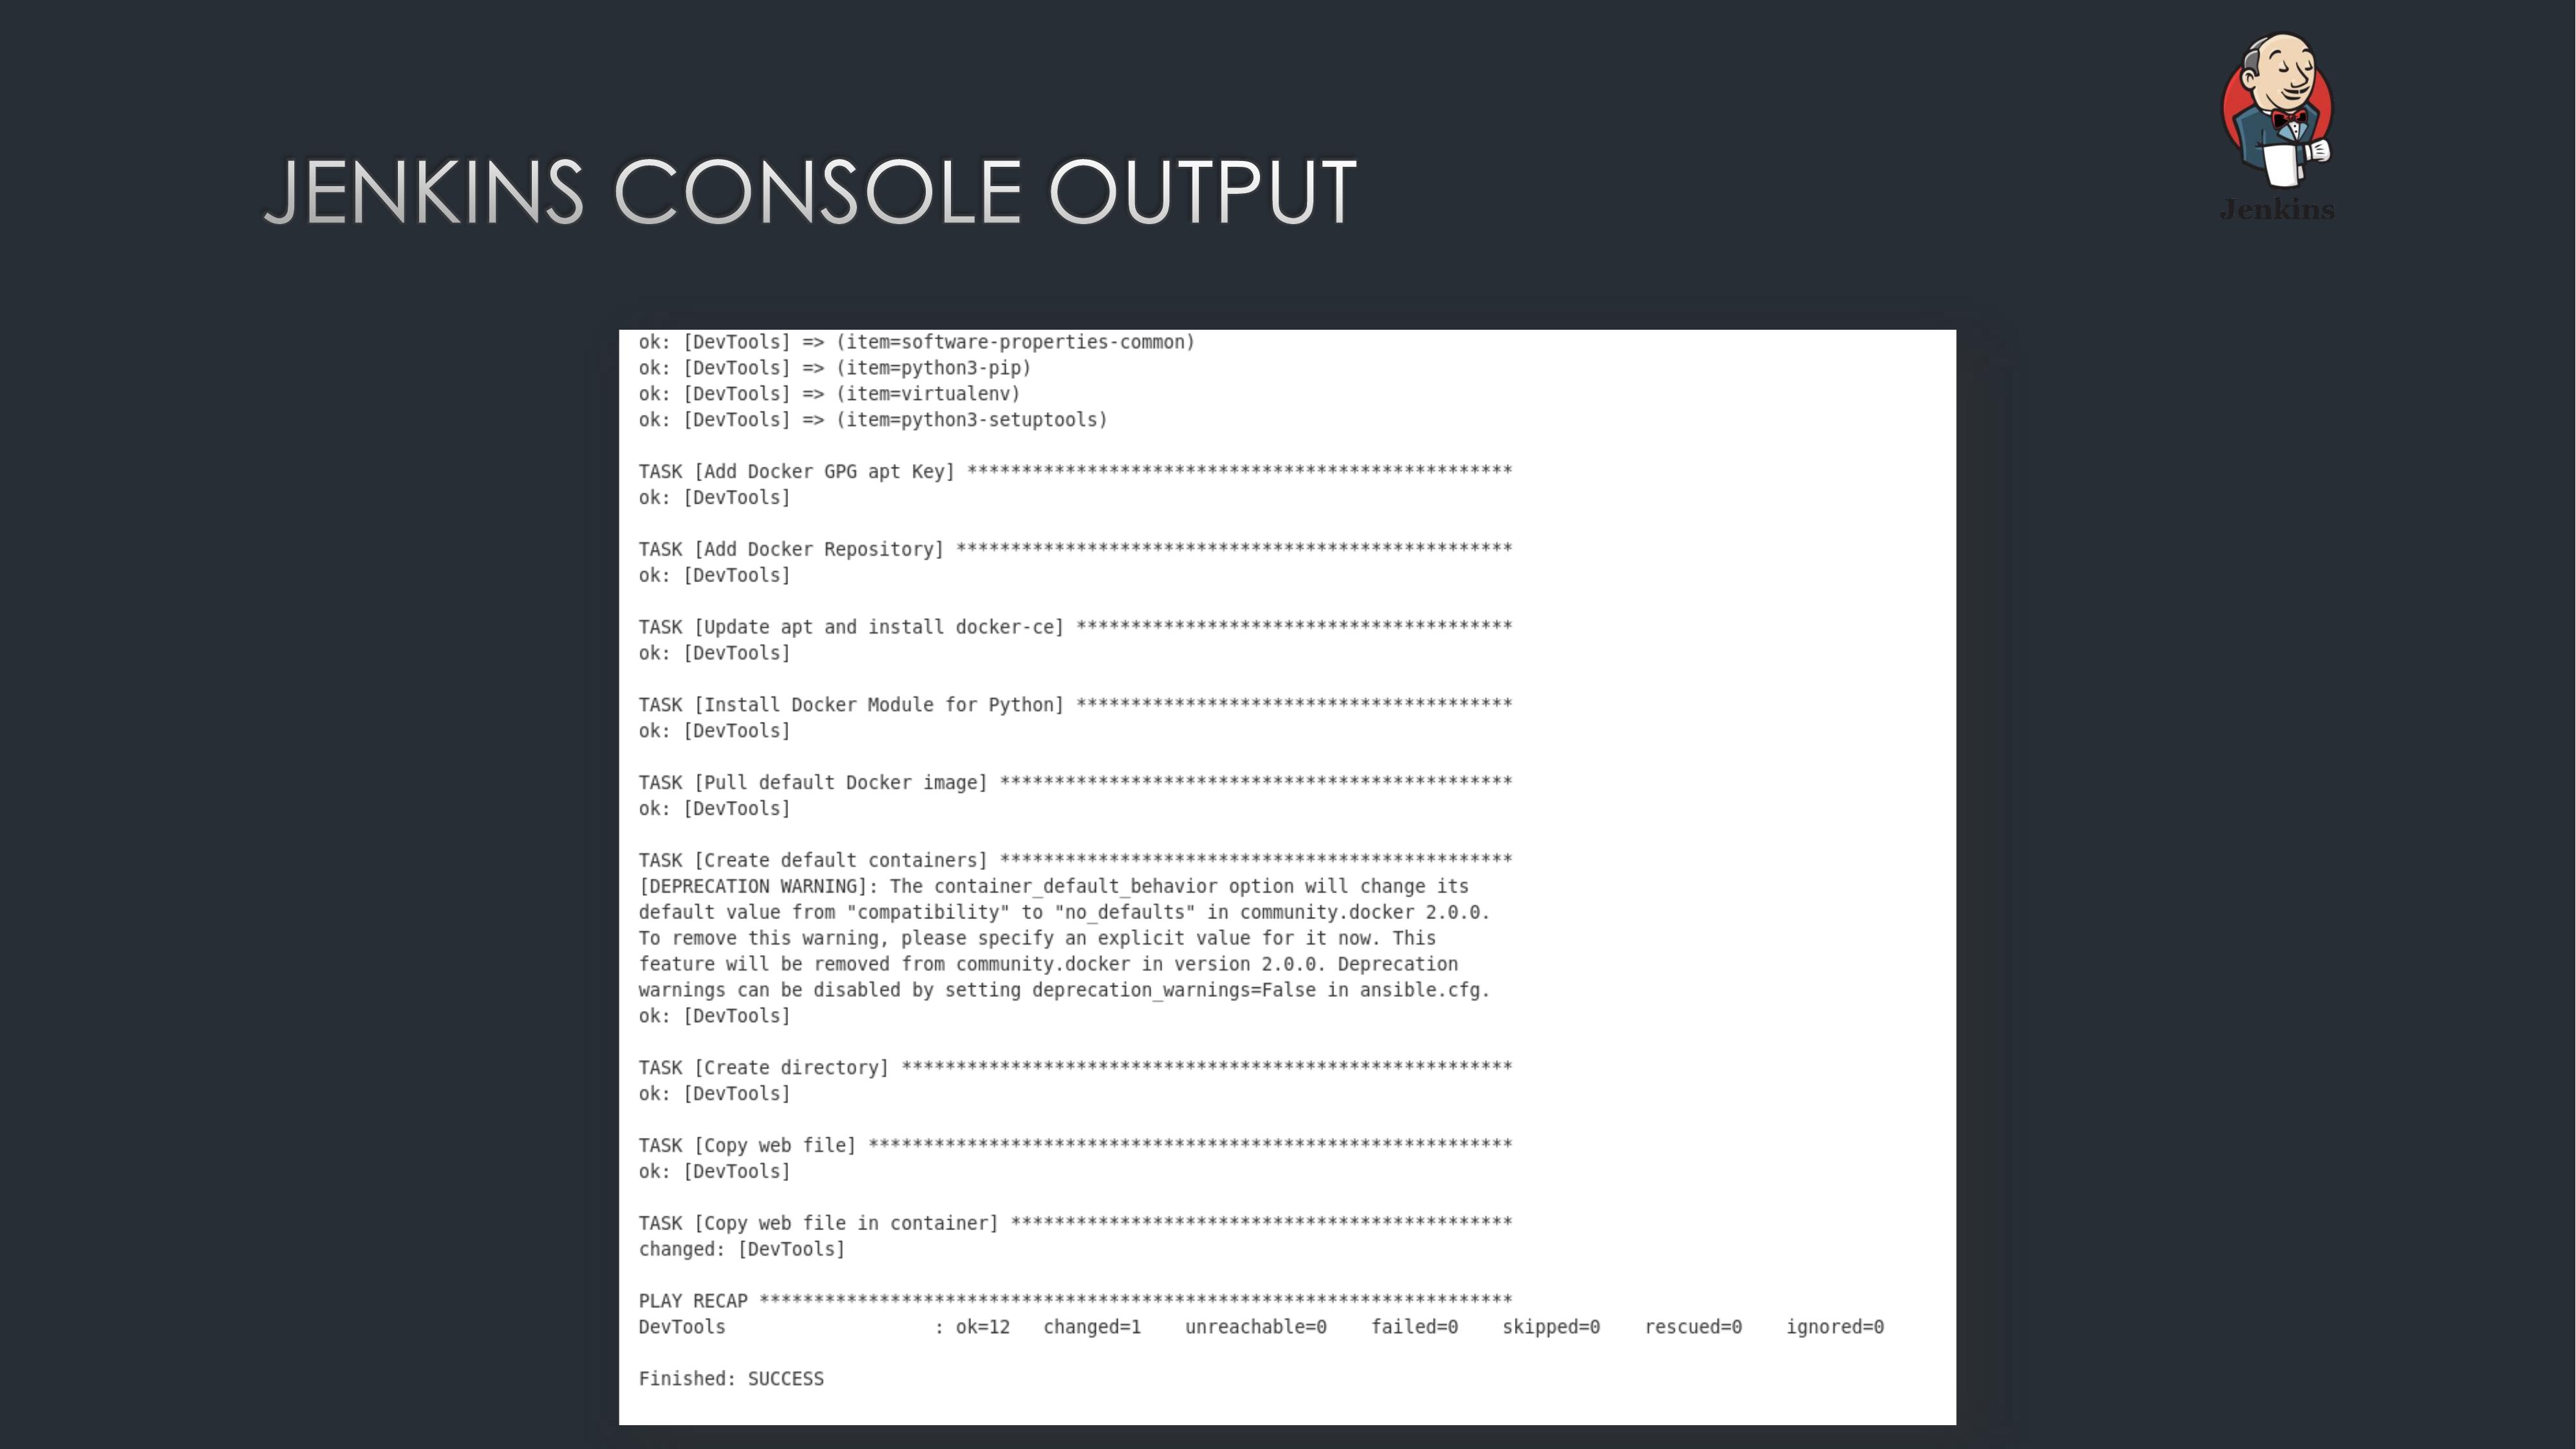 JENKINS CONSOLE OUTPUT
Jenkins
ok: [DevTools] => (item=software-properties-common)
ok: [DevTools] => (item=python3-pip)
ok: [DevTools] => (item=virtualenv)
ok: [DevTools] => (item=python3-setuptools)
TASK [Add Docker GPG apt Key] **************************************************
ok: [DevTools]
TASK [Add Docker Repository] ***************************************************
ok: [DevTools]
TASK [Update apt and install docker-ce] ****************************************
ok: [DevTools]
TASK [Install Docker Module for Python] ****************************************
ok: [DevTools]
TASK [Pull default Docker image] ***********************************************
ok: [DevTools]
TASK [Create default containers] ***********************************************
[DEPRECATION WARNING]: The container_default_behavior option will change its
default value from "compatibility" to "no_defaults" in community.docker 2.0.0.
To remove this warning, please specify an explicit value for it now. This
feature will be removed from community.docker in version 2.0.0. Deprecation
warnings can be disabled by setting deprecation_warnings=False in ansible.cfg.
ok: [DevTools]
TASK [Create directory] ********************************************************
ok: [DevTools]
TASK [Copy web file] ***********************************************************
ok: [DevTools]
TASK [Copy web file in container] **********************************************
changed: [DevTools]
PLAY RECAP *********************************************************************
DevTools                   : ok=12   changed=1    unreachable=0    failed=0    skipped=0    rescued=0    ignored=0
Finished: SUCCESS